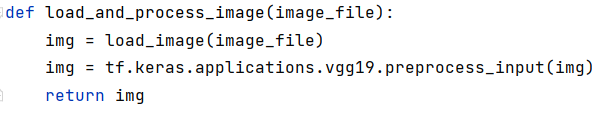 def load_and_process_image(image_file):
    img = load_image(image_file)
    img = tf.keras.applications.vgg19.preprocess_input(img)
    return img